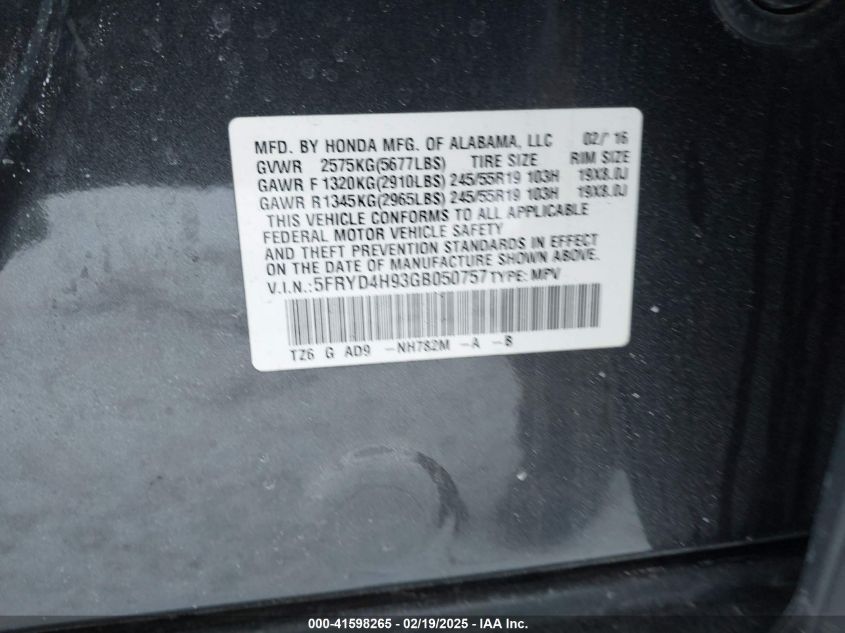 MFD. BY HONDA MFG. OF ALABAMA, LLC 02/'16
GVWR 2575KG(5677LBS) TIRE SIZE RIM SIZE
GAWR F 1320KG(2910LBS) 245/55R19 103H 19X8.0J
GAWR R1345KG(2965LBS) 245/55R19 103H 19X8.0J
THIS VEHICLE CONFORMS TO ALL APPLICABLE
FEDERAL MOTOR VEHICLE SAFETY
AND THEFT PREVENTION STANDARDS IN EFFECT
ON THE DATE OF MANUFACTURE SHOWN ABOVE.
V.I.N.:5FRYD4H93GB050757 TYPE: MPV
TZ6 G AD9 -NH782M -A -B
000-41598265 - 02/19/2025 - IAA Inc.